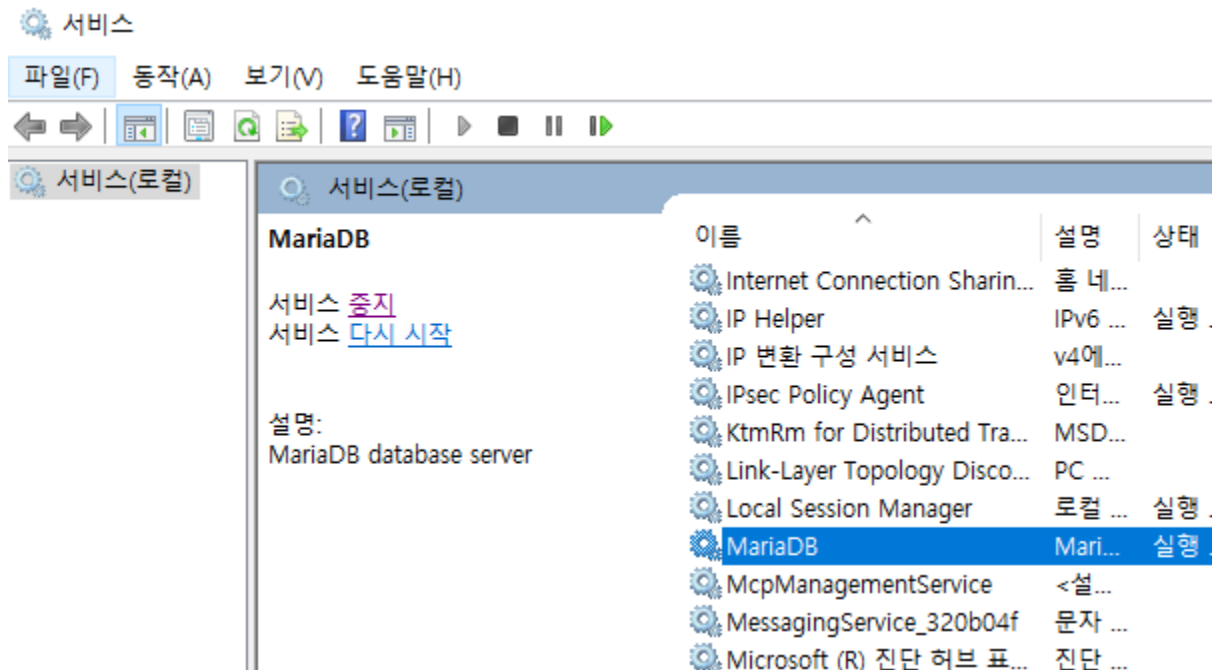 서비스
파일(F) 동작(A) 보기(V) 도움말(H)
서비스(로컬)
서비스(로컬)
MariaDB
서비스 중지
서비스 다시 시작
설명:
MariaDB database server
이름 설명 상태
Internet Connection Sharin... 홈 네...
IP Helper IPv6 ... 실행 .
IP 변환 구성 서비스 v4에...
IPsec Policy Agent 인터... 실행 .
KtmRm for Distributed Tra... MSD...
Link-Layer Topology Disco... PC ...
Local Session Manager 로컬 ... 실행 .
MariaDB Mari... 실행 .
McpManagementService <설...
MessagingService_320b04f 문자 ...
Microsoft (R) 진단 허브 표... 진단 ...